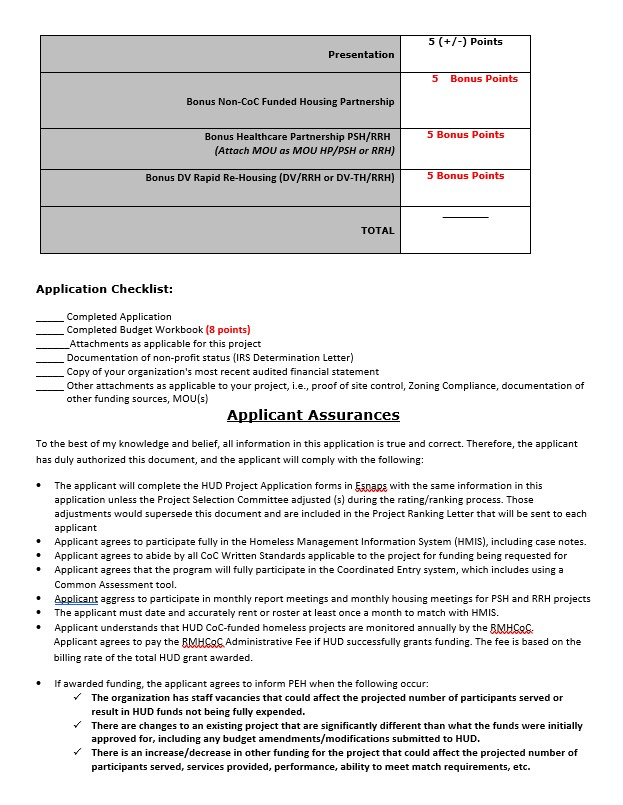 Presentation
5 (+/-) Points
Bonus Non-CoC Funded Housing Partnership
5 Bonus Points
Bonus Healthcare Partnership PSH/RRH
(Attach MOU as MOU HP/PSH or RRH)
5 Bonus Points
Bonus DV Rapid Re-Housing (DV/RRH or DV-TH/RRH)
5 Bonus Points
TOTAL
________
Application Checklist:
_____ Completed Application
_____ Completed Budget Workbook (8 points)
______Attachments as applicable for this project
_____ Documentation of non-profit status (IRS Determination Letter)
_____ Copy of your organization's most recent audited financial statement
_____ Other attachments as applicable to your project, i.e., proof of site control, Zoning Compliance, documentation of
other funding sources, MOU(s)
Applicant Assurances
To the best of my knowledge and belief, all information in this application is true and correct. Therefore, the applicant
has duly authorized this document, and the applicant will comply with the following:
• The applicant will complete the HUD Project Application forms in Esnaps with the same information in this
application unless the Project Selection Committee adjusted (s) during the rating/ranking process. Those
adjustments would supersede this document and are included in the Project Ranking Letter that will be sent to each
applicant
• Applicant agrees to participate fully in the Homeless Management Information System (HMIS), including case notes.
• Applicant agrees to abide by all CoC Written Standards applicable to the project for funding being requested for
• Applicant agrees that the program will fully participate in the Coordinated Entry system, which includes using a
Common Assessment tool.
• Applicant aggress to participate in monthly report meetings and monthly housing meetings for PSH and RRH projects
• The applicant must date and accurately rent or roster at least once a month to match with HMIS.
• Applicant understands that HUD CoC-funded homeless projects are monitored annually by the RMHCoC.
Applicant agrees to pay the RMHCoC Administrative Fee if HUD successfully grants funding. The fee is based on the
billing rate of the total HUD grant awarded.
• If awarded funding, the applicant agrees to inform PEH when the following occur:
✓ The organization has staff vacancies that could affect the projected number of participants served or
result in HUD funds not being fully expended.
✓ There are changes to an existing project that are significantly different than what the funds were initially
approved for, including any budget amendments/modifications submitted to HUD.
✓ There is an increase/decrease in other funding for the project that could affect the projected number of
participants served, services provided, performance, ability to meet match requirements, etc.